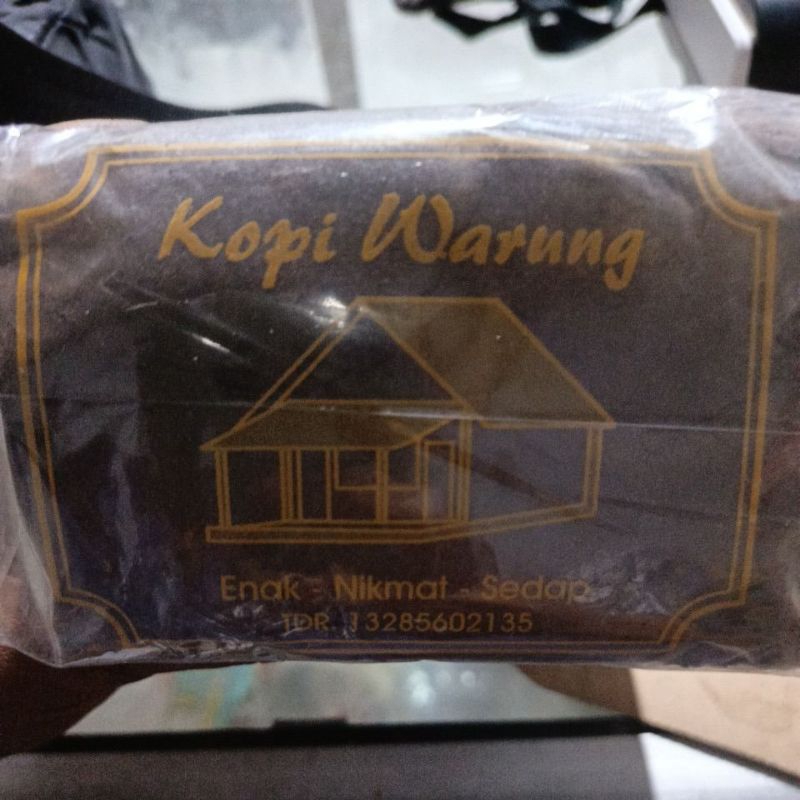 Kopi Warung
Enak - Nikmat - Sedap
TDR. 13285602135